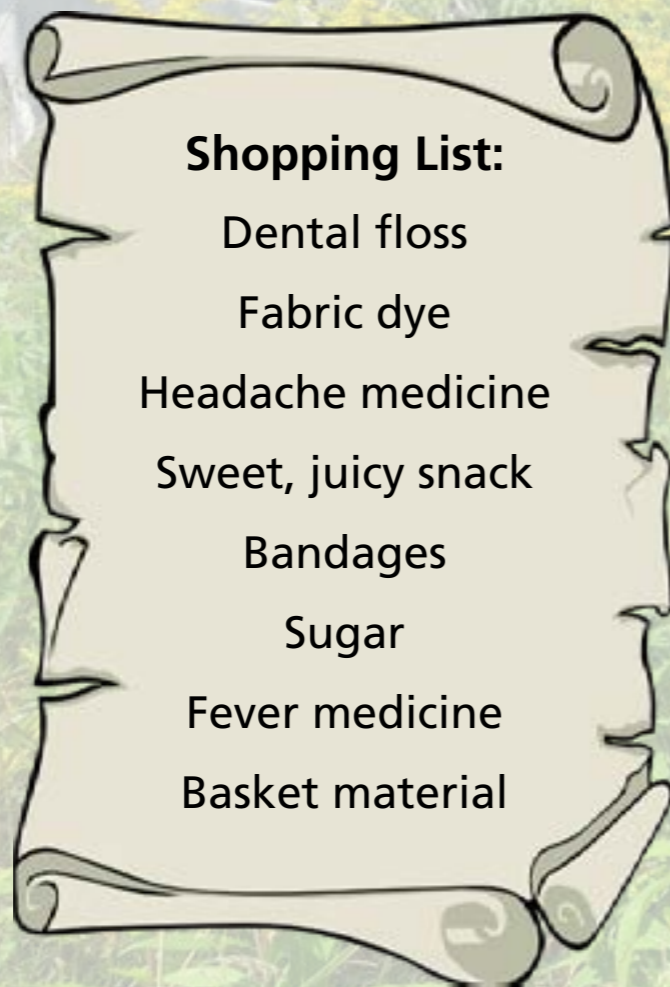 Shopping List:
Dental floss
Fabric dye
Headache medicine
Sweet, juicy snack
Bandages
Sugar
Fever medicine
Basket material